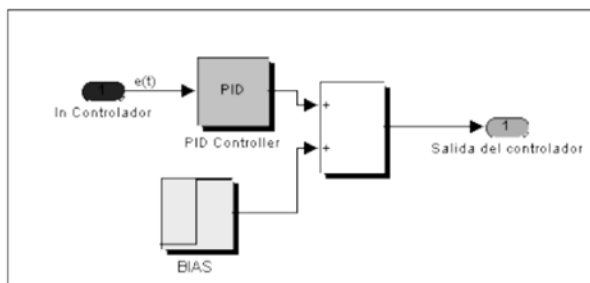 1
e(t)
In Controlador
PID
PID Controller
+
+
1
Salida del controlador
BIAS